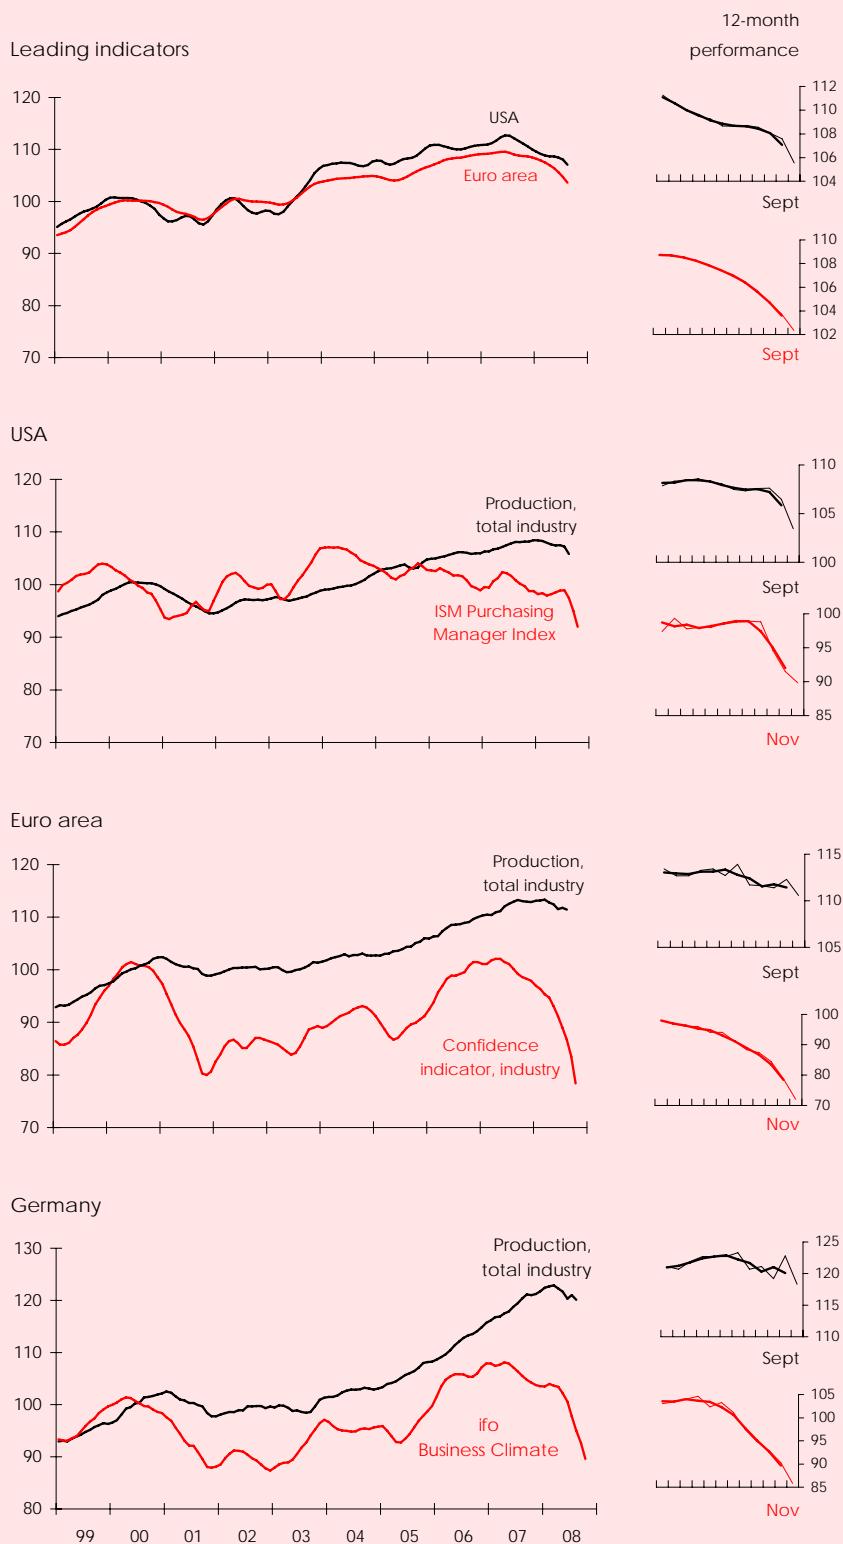 12-month
performance
Leading indicators
120
110
100
90
80
70
USA
Euro area
112
110
108
106
104
Sept
110
108
106
104
102
Sept
USA
120
110
100
90
80
70
Production,
total industry
ISM Purchasing
Manager Index
110
105
100
Sept
100
95
90
85
Nov
Euro area
120
110
100
90
80
70
Production,
total industry
Confidence
indicator, industry
115
110
105
Sept
100
90
80
70
Nov
Germany
130
120
110
100
90
80
Production,
total industry
ifo
Business Climate
99 00 01 02 03 04 05 06 07 08
125
120
115
110
Sept
105
100
95
90
85
Nov